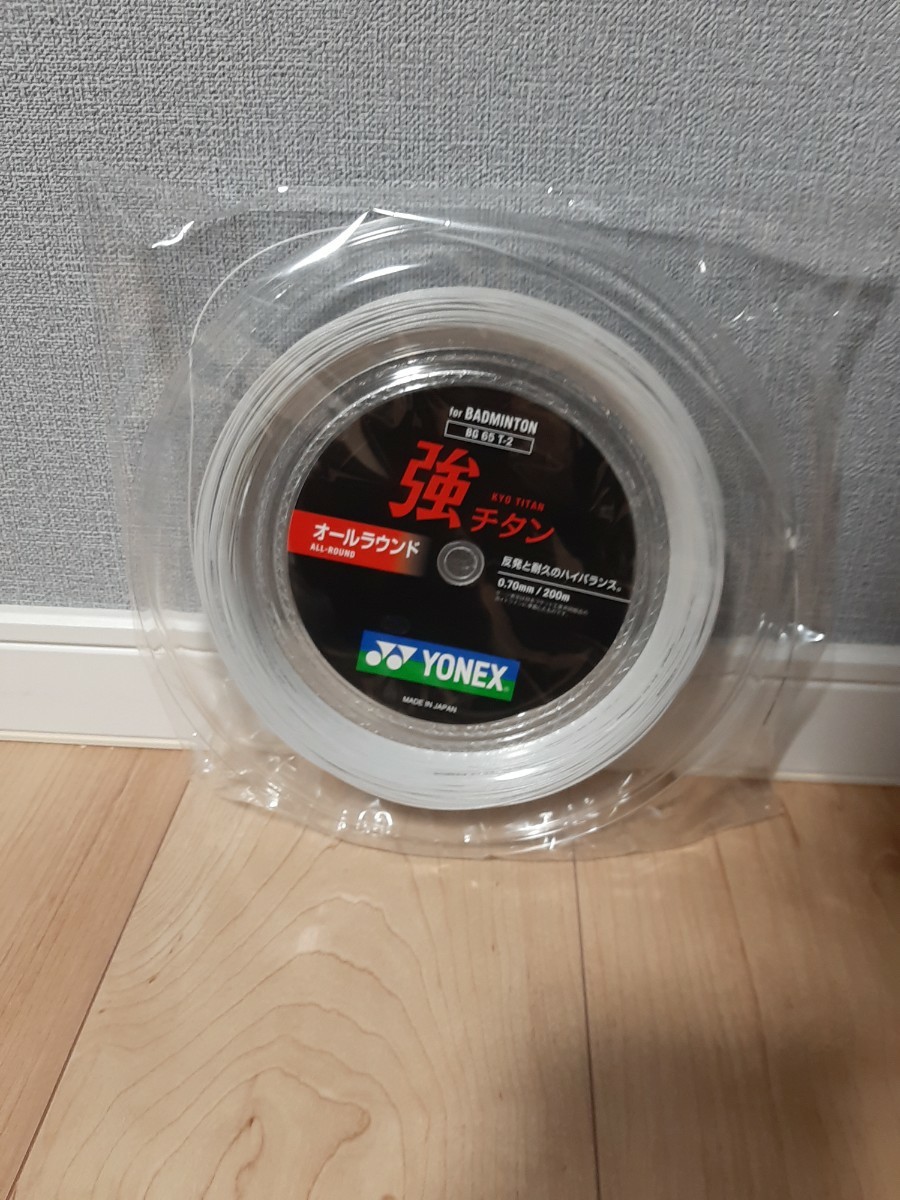 for BADMINTON
BG 65 T-2
強チタン
KYO TITAN
オールラウンド
ALL-ROUND
反発と耐久のハイバランス。
0.70mm / 200m
YONEX
MADE IN JAPAN